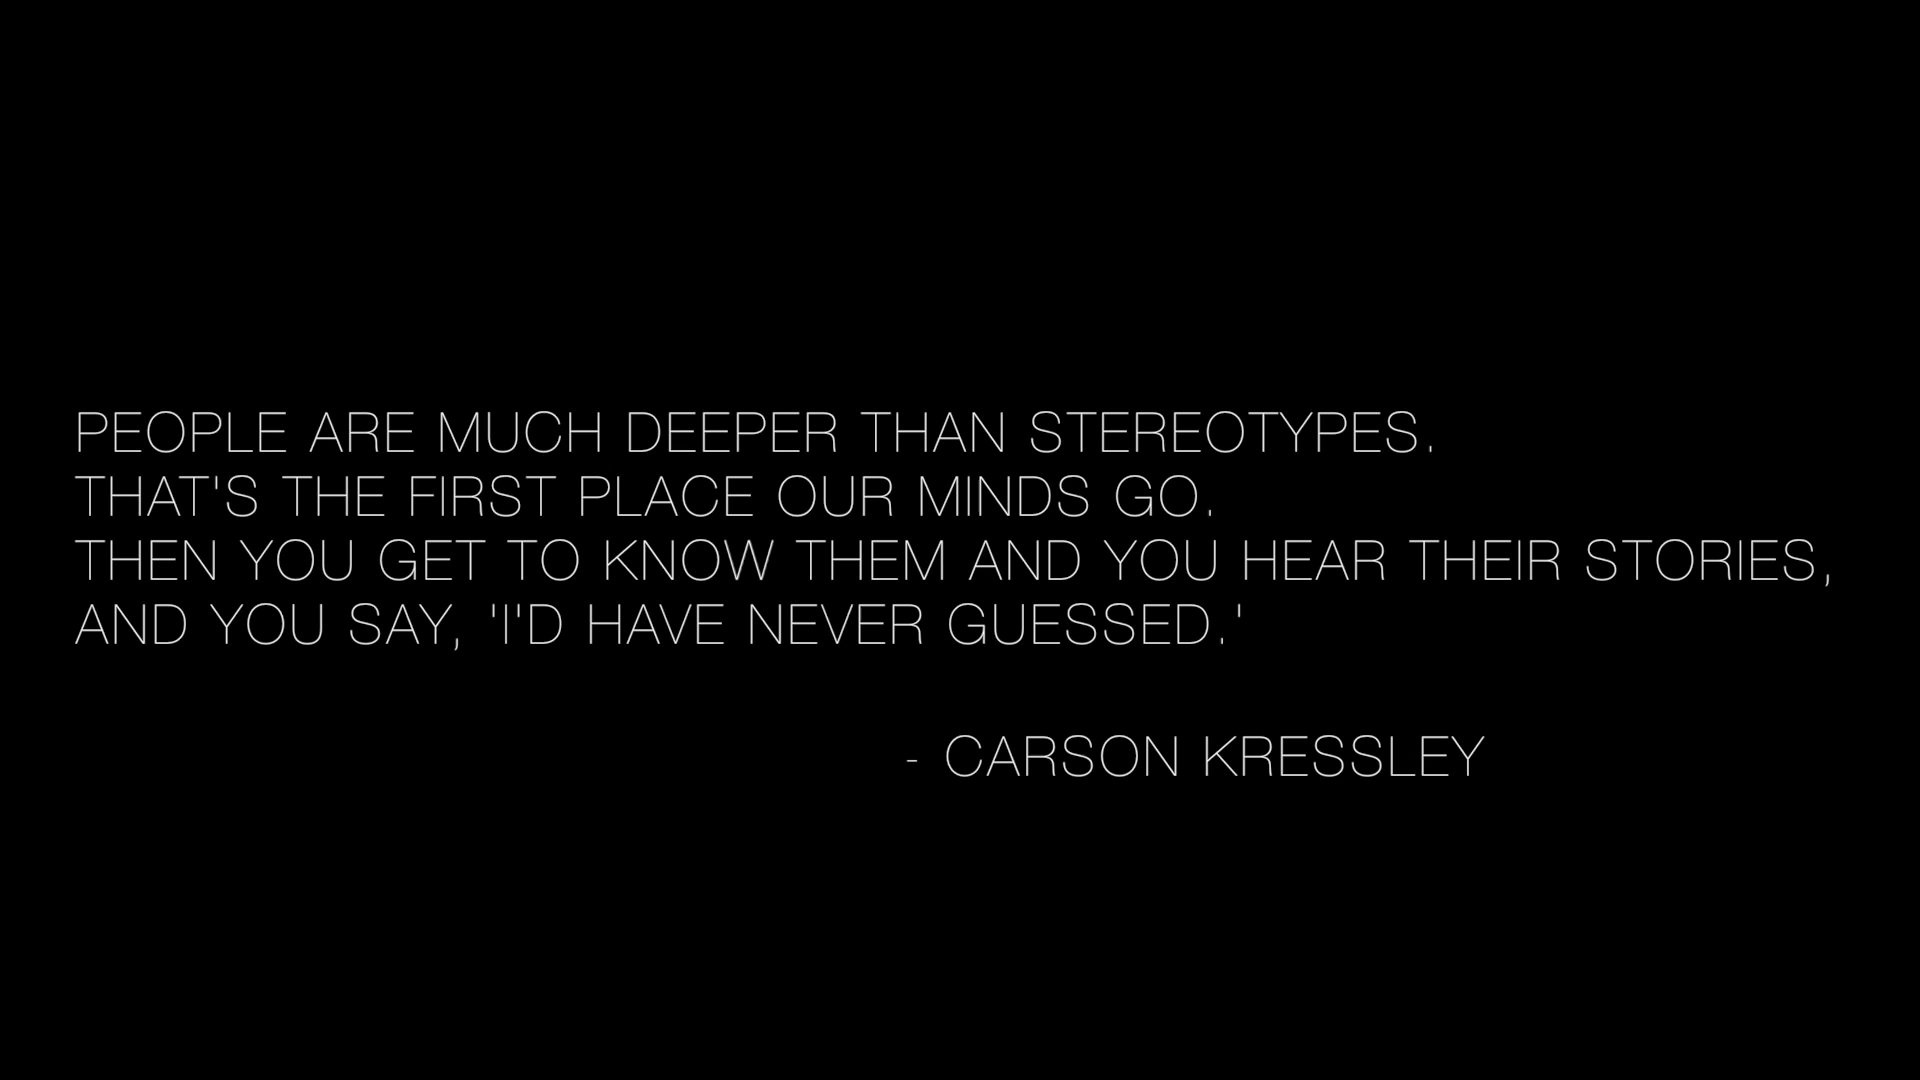 PEOPLE ARE MUCH DEEPER THAN STEREOTYPES.
THAT'S THE FIRST PLACE OUR MINDS GO.
THEN YOU GET TO KNOW THEM AND YOU HEAR THEIR STORIES,
AND YOU SAY, 'I'D HAVE NEVER GUESSED.'
- CARSON KRESSLEY